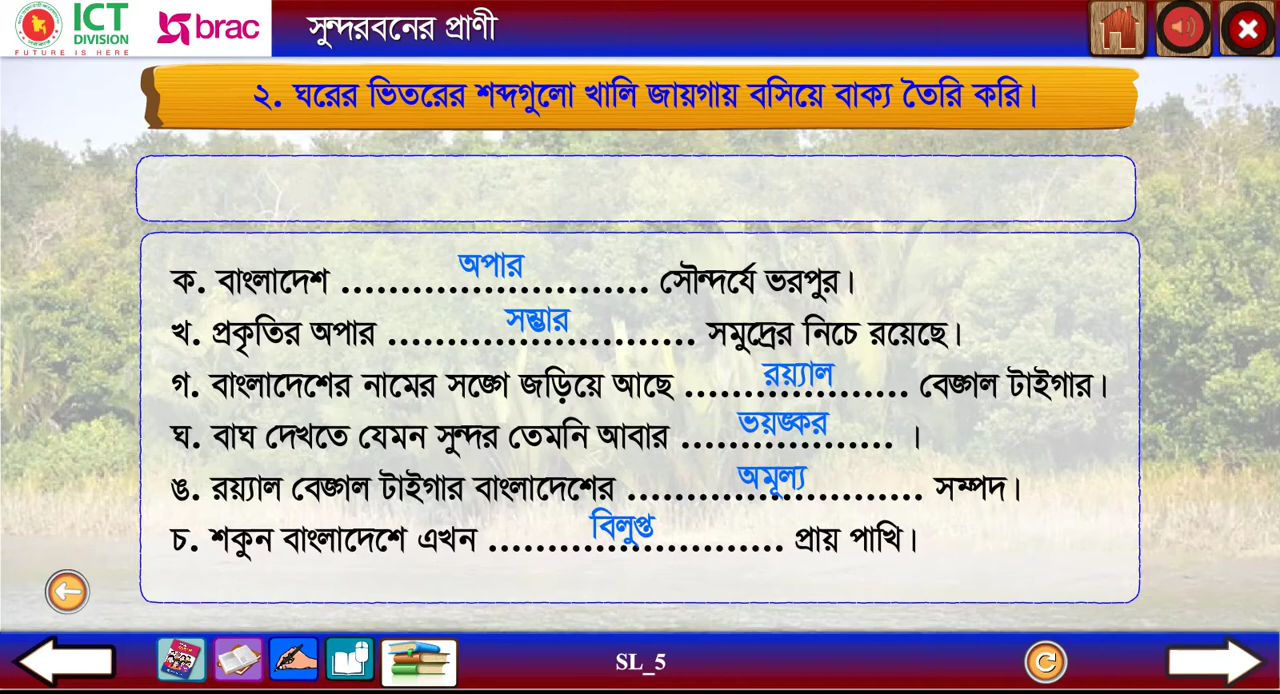 ICT
DIVISION
FUTURE IS HERE
brac
সুন্দরবনের প্রাণী
২. ঘরের ভিতরের শব্দগুলো খালি জায়গায় বসিয়ে বাক্য তৈরি করি।
ক. বাংলাদেশ .......................... অপার সৌন্দর্যে ভরপুর।
খ. প্রকৃতির অপার .......................... সম্ভার সমুদ্রের নিচে রয়েছে।
গ. বাংলাদেশের নামের সঙ্গে জড়িয়ে আছে ................... রয়্যাল বেঙ্গল টাইগার।
ঘ. বাঘ দেখতে যেমন সুন্দর তেমনি আবার .................. ভয়ঙ্কর ।
ঙ. রয়্যাল বেঙ্গল টাইগার বাংলাদেশের ......................... অমূল্য সম্পদ।
চ. শকুন বাংলাদেশে এখন ......................... বিলুপ্ত প্রায় পাখি।
SL_5